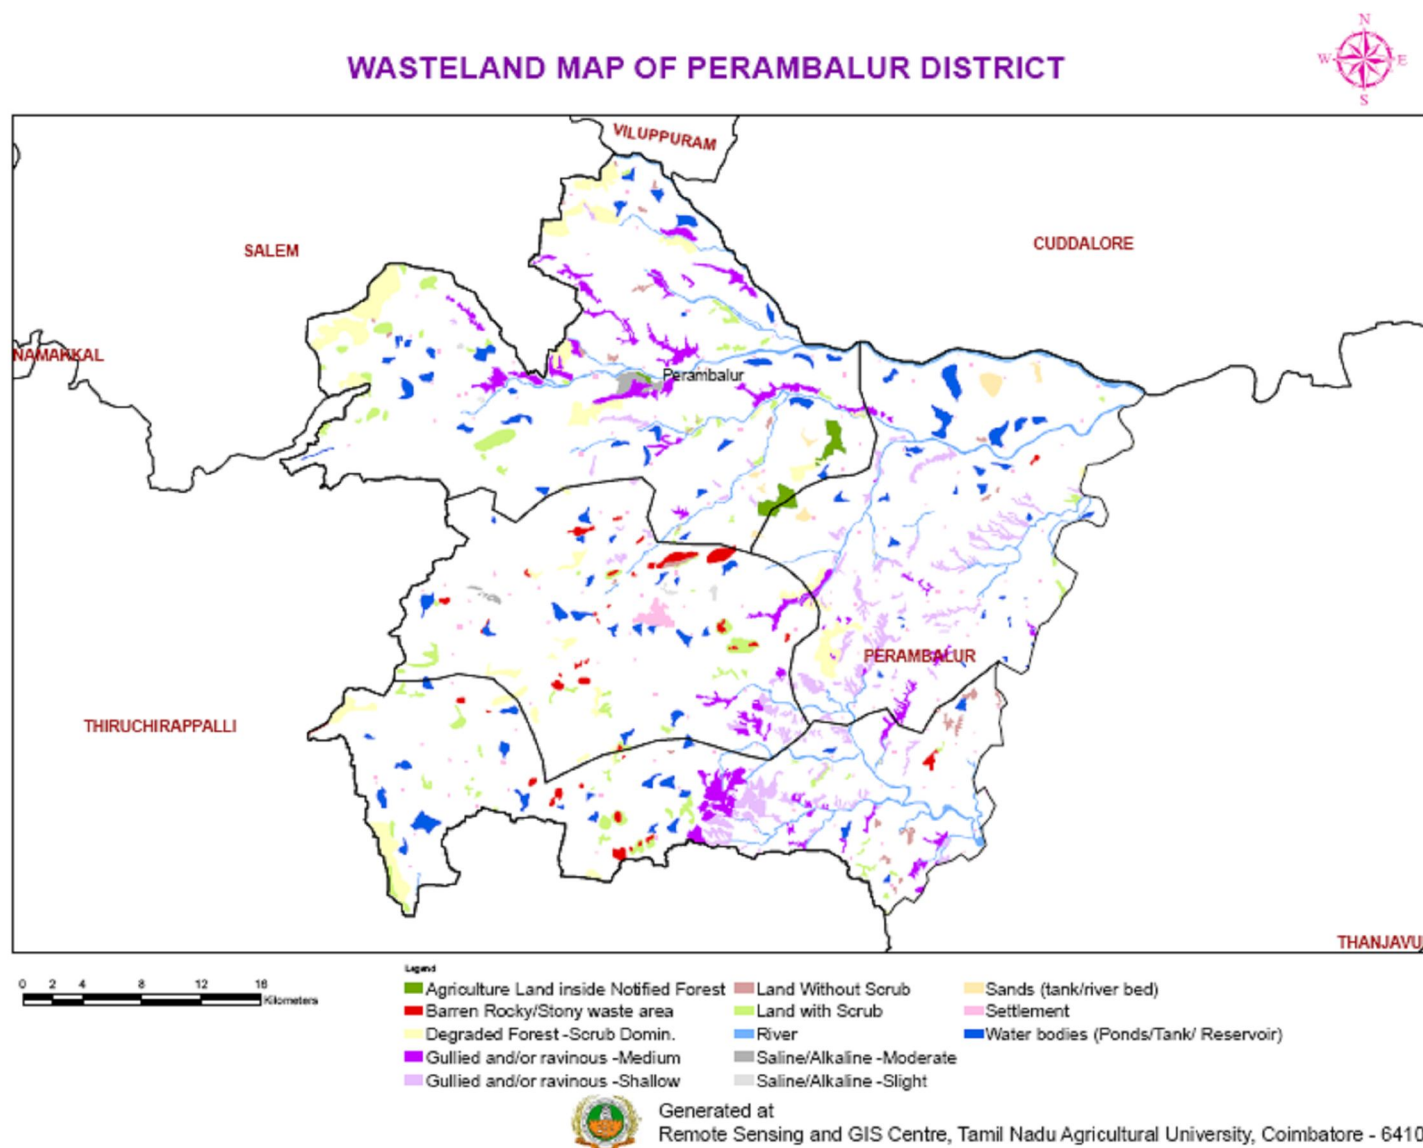 N
W E
S
WASTELAND MAP OF PERAMBALUR DISTRICT
VILUPPURAM
SALEM
CUDDALORE
NAMAKKAL
Perambalur
PERAMBALUR
THIRUCHIRAPPALLI
THANJAVU
0 2 4 8 12 16
Kilometers
Legend
Agriculture Land inside Notified Forest
Barren Rocky/Stony waste area
Degraded Forest -Scrub Domin.
Gullied and/or ravinous -Medium
Gullied and/or ravinous -Shallow
Land Without Scrub
Land with Scrub
River
Saline/Alkaline -Moderate
Saline/Alkaline -Slight
Sands (tank/river bed)
Settlement
Water bodies (Ponds/Tank/ Reservoir)
Generated at
Remote Sensing and GIS Centre, Tamil Nadu Agricultural University, Coimbatore - 6410